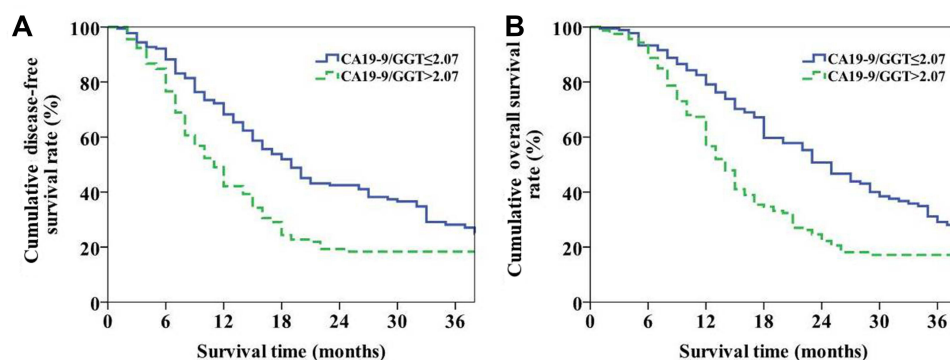 A
Cumulative disease-free
survival rate (%)
100
80
60
40
20
0
CA19-9/GGT≤2.07
CA19-9/GGT>2.07
0 6 12 18 24 30 36
Survival time (months)
B
Cumulative overall survival
rate (%)
100
80
60
40
20
0
CA19-9/GGT≤2.07
CA19-9/GGT>2.07
0 6 12 18 24 30 36
Survival time (months)